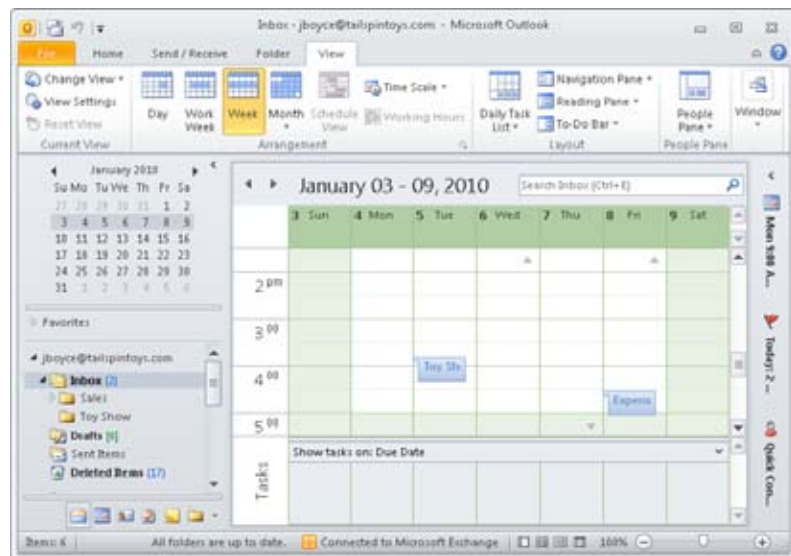 Inbox - jboyce@tailspintoys.com - Microsoft Outlook
File Home Send / Receive Folder View
Change View
View Settings
Reset View
Current View
Day
Work Week
Week
Month
Schedule View
Time Scale
Working Hours
Arrangement
Daily Task List
Navigation Pane
Reading Pane
To-Do Bar
Layout
People Pane
People Pane
Window
January 2010
Su Mo Tu We Th Fr Sa
27 28 29 30 31 1 2
3 4 5 6 7 8 9
10 11 12 13 14 15 16
17 18 19 20 21 22 23
24 25 26 27 28 29 30
31 1 2 3 4 5 6
Favorites
jboyce@tailspintoys.com
Inbox (2)
Sales
Toy Show
Drafts [6]
Sent Items
Deleted Items (17)
January 03 - 09, 2010
Search Inbox (Ctrl+E)
3 Sun 4 Mon 5 Tue 6 Wed 7 Thu 8 Fri 9 Sat
2 pm
3 00
Toy Sh
4 00
Expens
5 00
Tasks
Show tasks on: Due Date
Mon 9:00 A...
Today: 2 ...
Quick Con...
Items: 6 All folders are up to date. Connected to Microsoft Exchange 100%